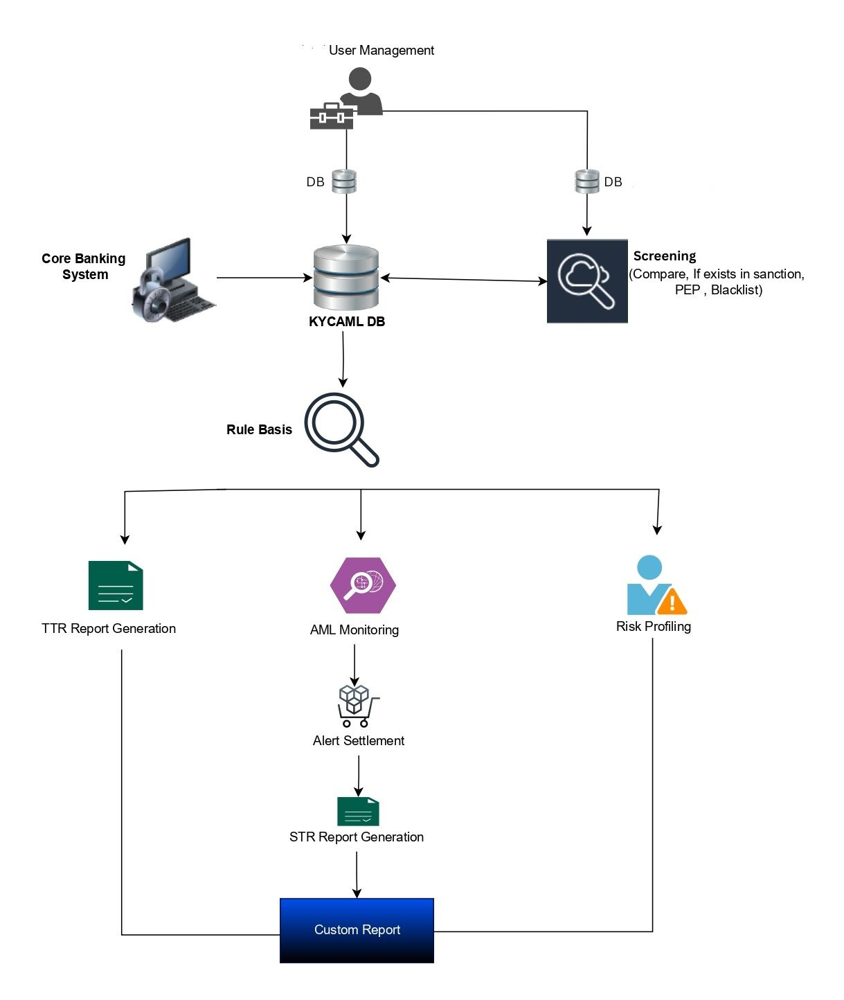 User Management
DB
DB
Core Banking
System
Screening
(Compare, If exists in sanction,
PEP , Blacklist)
KYCAML DB
Rule Basis
TTR Report Generation
AML Monitoring
Risk Profiling
Alert Settlement
STR Report Generation
Custom Report